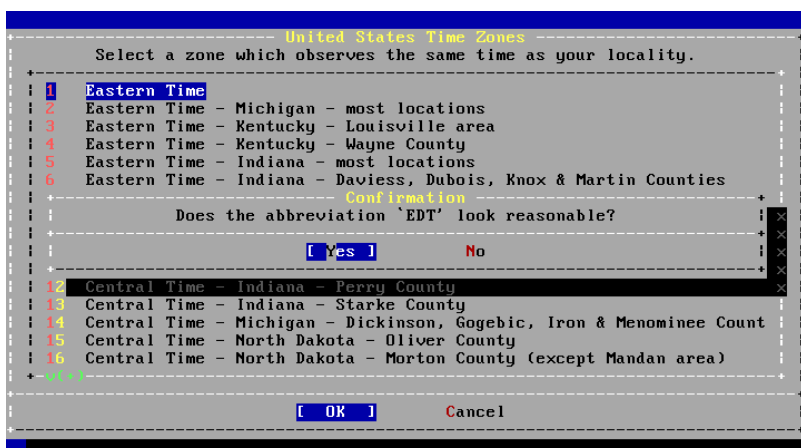 United States Time Zones
Select a zone which observes the same time as your locality.
1 Eastern Time
2 Eastern Time - Michigan - most locations
3 Eastern Time - Kentucky - Louisville area
4 Eastern Time - Kentucky - Wayne County
5 Eastern Time - Indiana - most locations
6 Eastern Time - Indiana - Daviess, Dubois, Knox & Martin Counties
Confirmation
Does the abbreviation `EDT' look reasonable?
[ Yes ] No
12 Central Time - Indiana - Perry County
13 Central Time - Indiana - Starke County
14 Central Time - Michigan - Dickinson, Gogebic, Iron & Menominee Count
15 Central Time - North Dakota - Oliver County
16 Central Time - North Dakota - Morton County (except Mandan area)
v(+)
[ OK ] Cancel